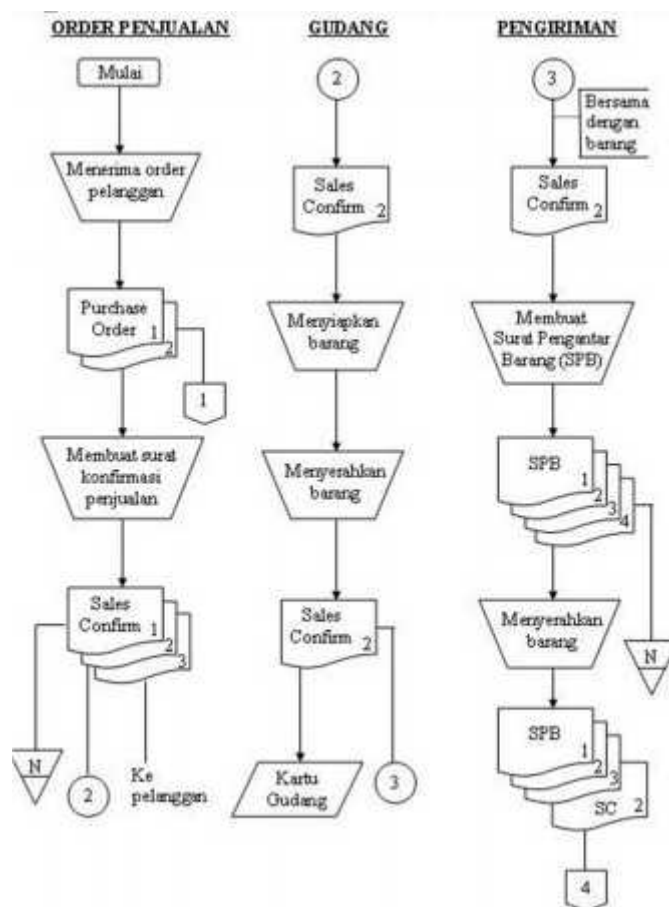 ORDER PENJUALAN
Mulai
Menerima order
pelanggan
Purchase
Order
1
2
1
Membuat surat
konfirmasi
penjualan
Sales
Confirm
1
2
3
N
2
Ke
pelanggan
GUDANG
2
Sales
Confirm
2
Menyiapkan
barang
Menyerahkan
barang
Sales
Confirm
2
Kartu
Gudang
3
PENGIRIMAN
3
Bersama
dengan
barang
Sales
Confirm
2
Membuat
Surat Pengantar
Barang (SPB)
SPB
1
2
3
4
Menyerahkan
barang
N
SPB
1
2
3
SC
2
4